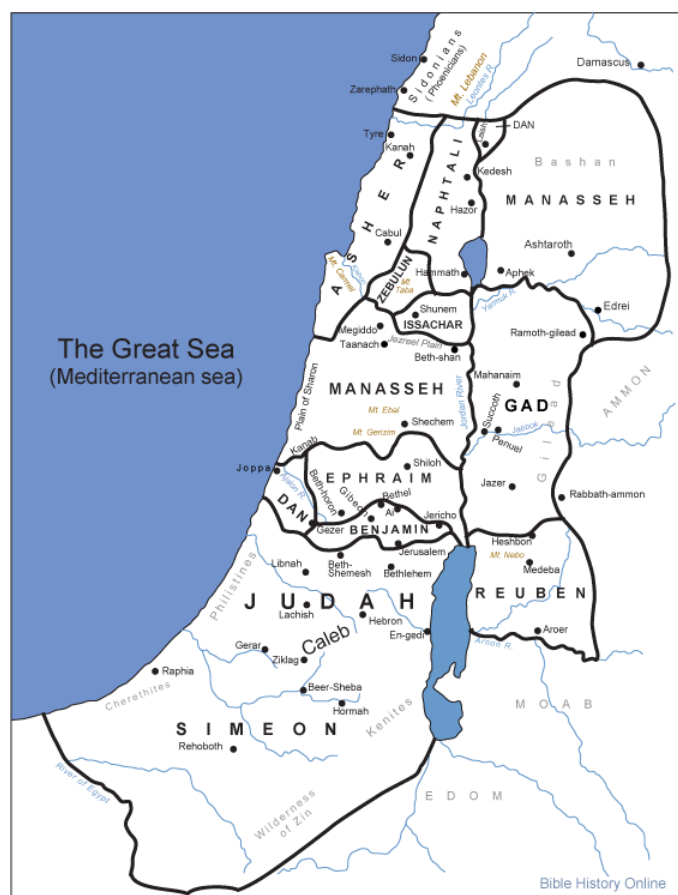 Sidon
Damascus
Sidonians
(Phoenicians)
Mt. Lebanon
Leontes R.
Zarephath
Tyre
Kanah
Laish
DAN
Kedesh
Bashan
MANASSEH
NAPHTALI
ASHER
Hazor
Cabul
Ashtaroth
Mt. Carmel
Kishon
ZEBULUN
Mt
Taba
Hammath
Aphek
Yarmuk R.
Edrei
Shunem
ISSACHAR
Megiddo
Taanach
Jezreel Plain
Beth-shan
Ramoth-gilead
The Great Sea
(Mediterranean sea)
Plain of Sharon
MANASSEH
Jordan River
Mahanaim
GAD
AMMON
Mt. Ebal
Mt. Gerizim
Shechem
Succoth
Penuel
Jabbok
Gilead
Kanah
Joppa
Shiloh
EPHRAIM
Jazer
Rabbath-ammon
Ajalon R.
Beth-horon
Gibeon
Bethel
Ai
DAN
Gezer
BENJAMIN
Jericho
Heshbon
Mt. Nebo
Medeba
REUBEN
Jerusalem
Libnah
Beth-
Shemesh
Bethlehem
Philistines
JUDAH
Lachish
Hebron
En-gedi
Aroer
Arnon R.
Caleb
Gerar
Ziklag
Raphia
Cherethites
Beer-Sheba
Hormah
Kenites
MOAB
SIMEON
Rehoboth
River of Egypt
Wilderness
of Zin
EDOM
Bible History Online